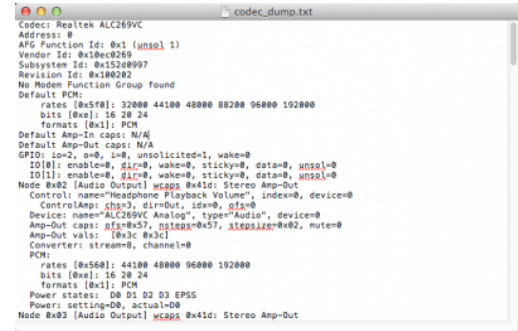 codec_dump.txt
Codec: Realtek ALC269VC
Address: 0
AFG Function Id: 0x1 (unsol 1)
Vendor Id: 0x10ec0269
Subsystem Id: 0x152d0997
Revision Id: 0x100202
No Modem Function Group found
Default PCM:
rates [0x5f0]: 32000 44100 48000 88200 96000 192000
bits [0xe]: 16 20 24
formats [0x1]: PCM
Default Amp-In caps: N/A
Default Amp-Out caps: N/A
GPIO: io=2, o=0, i=0, unsolicited=1, wake=0
IO[0]: enable=0, dir=0, wake=0, sticky=0, data=0, unsol=0
IO[1]: enable=0, dir=0, wake=0, sticky=0, data=0, unsol=0
Node 0x02 [Audio Output] wcaps 0x41d: Stereo Amp-Out
Control: name="Headphone Playback Volume", index=0, device=0
ControlAmp: chs=3, dir=Out, idx=0, ofs=0
Device: name="ALC269VC Analog", type="Audio", device=0
Amp-Out caps: ofs=0x57, nsteps=0x57, stepsize=0x02, mute=0
Amp-Out vals:  [0x3c 0x3c]
Converter: stream=8, channel=0
PCM:
rates [0x560]: 44100 48000 96000 192000
bits [0xe]: 16 20 24
formats [0x1]: PCM
Power states:  D0 D1 D2 D3 EPSS
Power: setting=D0, actual=D0
Node 0x03 [Audio Output] wcaps 0x41d: Stereo Amp-Out